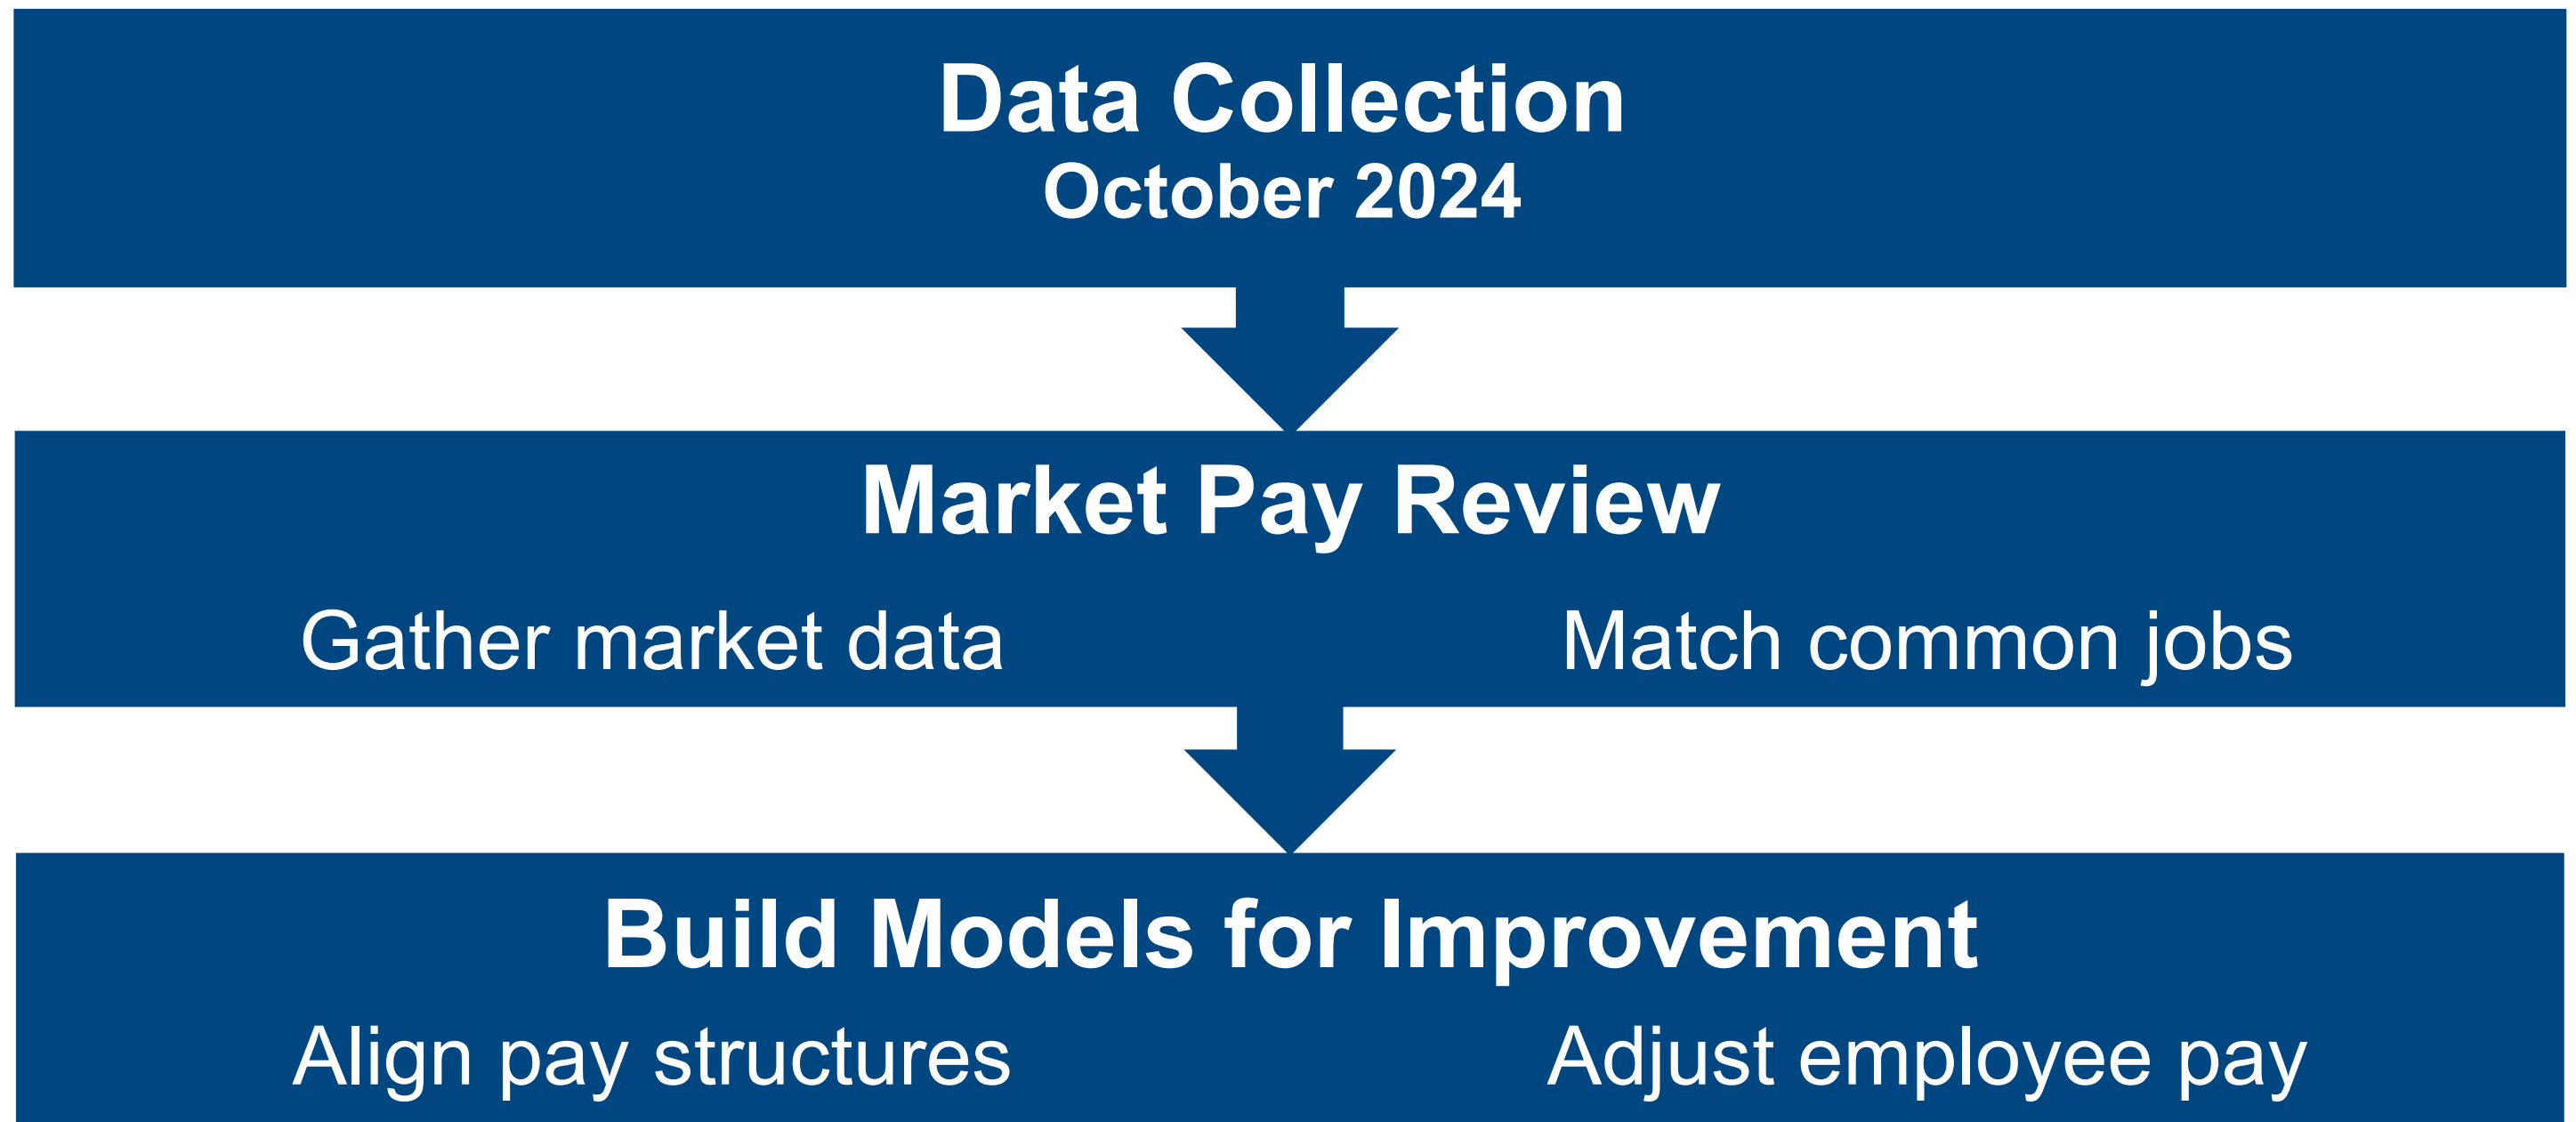 Data Collection
October 2024
Market Pay Review
Gather market data
Match common jobs
Build Models for Improvement
Align pay structures
Adjust employee pay